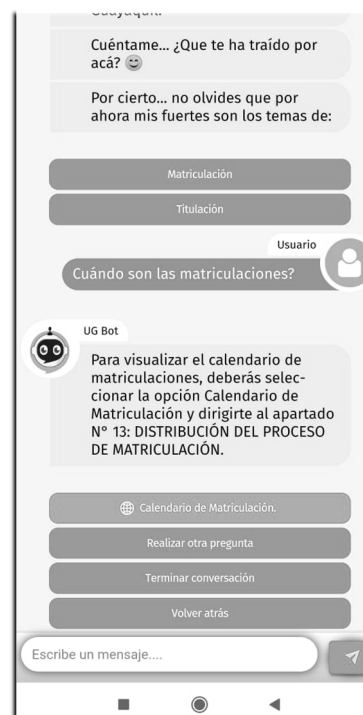 Guayaquil.
Cuéntame... ¿Que te ha traído por
acá?
Por cierto... no olvides que por
ahora mis fuertes son los temas de:
Matriculación
Titulación
Usuario
Cuándo son las matriculaciones?
UG Bot
Para visualizar el calendario de
matriculaciones, deberás selec-
cionar la opción Calendario de
Matriculación y dirigirte al apartado
N° 13: DISTRIBUCIÓN DEL PROCESO
DE MATRICULACIÓN.
Calendario de Matriculación.
Realizar otra pregunta
Terminar conversación
Volver atrás
Escribe un mensaje....